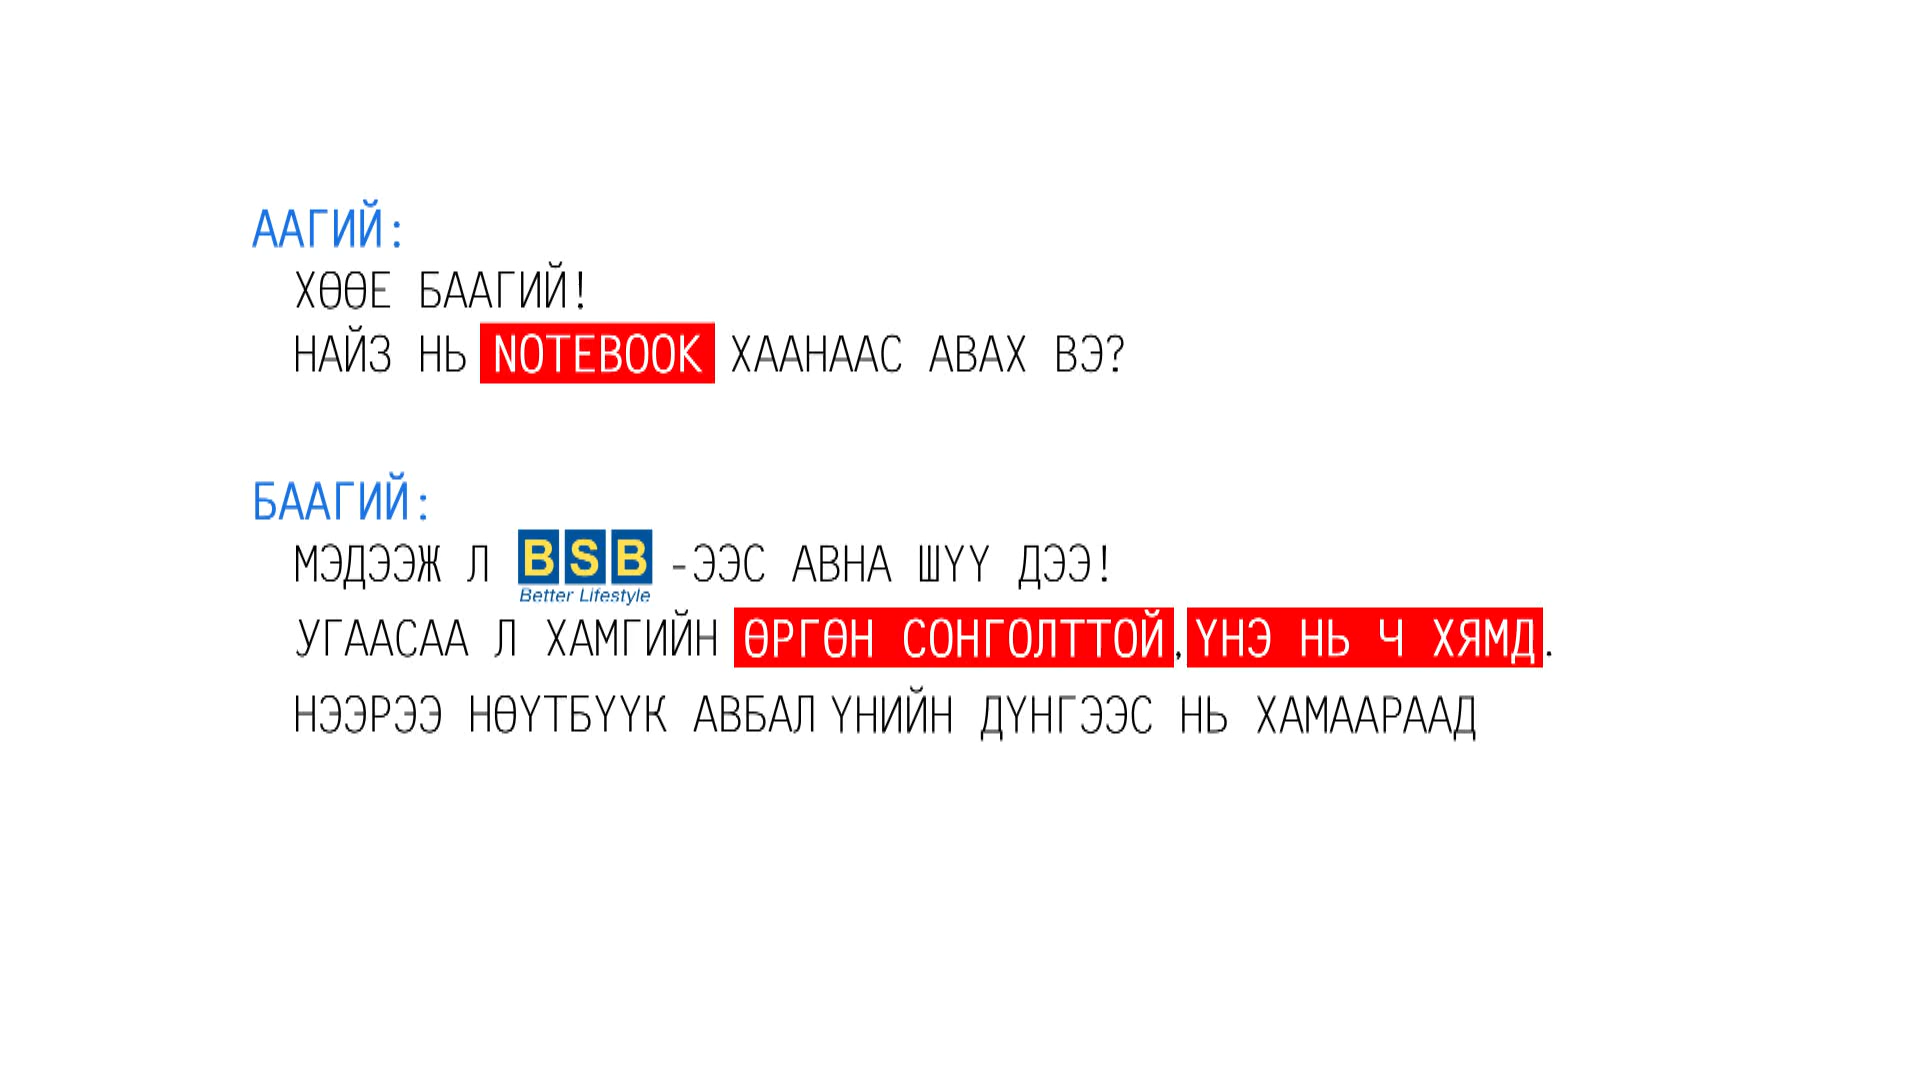 ААГИЙ:
ХӨӨЕ БААГИЙ!
НАЙЗ НЬ NOTEBOOK ХААНААС АВАХ ВЭ?
БААГИЙ:
МЭДЭЭЖ Л BSB -ЭЭС АВНА ШҮҮ ДЭЭ!
Better Lifestyle
УГААСАА Л ХАМГИЙН ӨРГӨН СОНГОЛТТОЙ, ҮНЭ НЬ Ч ХЯМД.
НЭЭРЭЭ НӨҮТБҮҮК АВБАЛ ҮНИЙН ДҮНГЭЭС НЬ ХАМААРААД